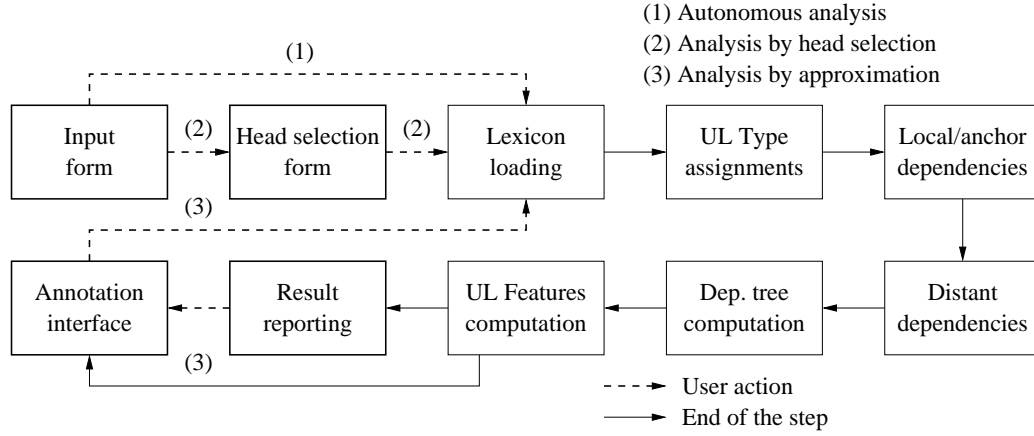 (1) Autonomous analysis
(2) Analysis by head selection
(3) Analysis by approximation
(1)
Input
form
(2)
Head selection
form
(2)
Lexicon
loading
UL Type
assignments
Local/anchor
dependencies
(3)
Annotation
interface
Result
reporting
UL Features
computation
Dep. tree
computation
Distant
dependencies
(3)
User action
End of the step